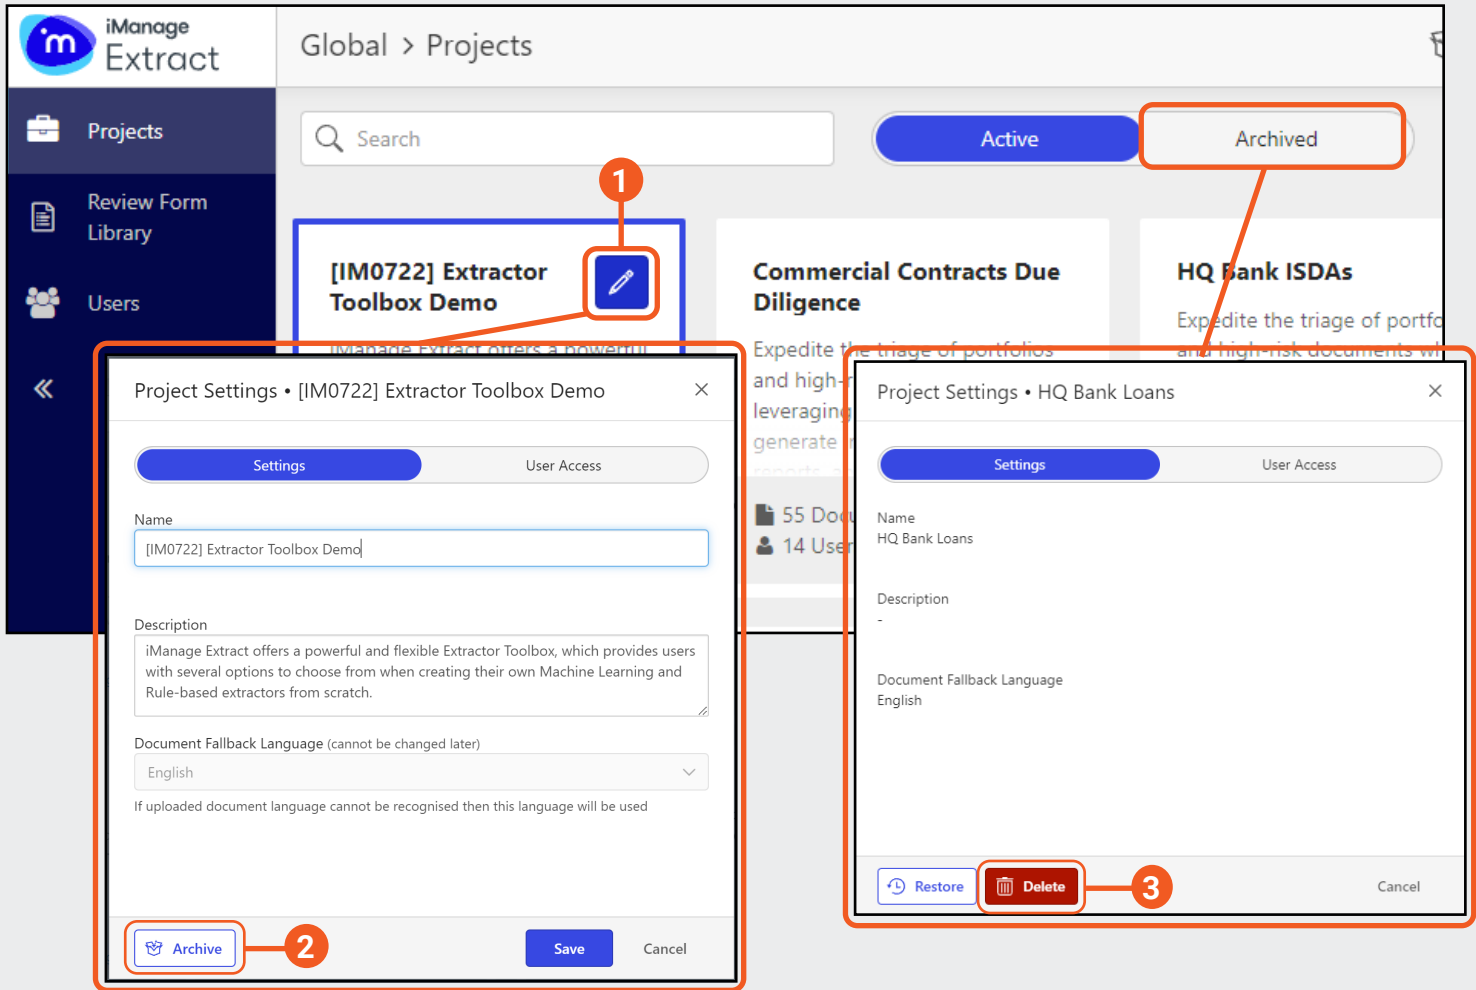 iManage
Extract
Global > Projects
Projects
Review Form
Library
Users
Search
Active
Archived
1
[IM0722] Extractor
Toolbox Demo
iManage Extract offers a powerful
Commercial Contracts Due
Diligence
Expedite the triage of portfolios
and high-r
leveraging
generate
reports, a
55 Docu
14 User
HQ Bank ISDAs
Expedite the triage of portfo
and high-risk documents wh
Project Settings • [IM0722] Extractor Toolbox Demo
Settings
User Access
Name
[IM0722] Extractor Toolbox Demo
Description
iManage Extract offers a powerful and flexible Extractor Toolbox, which provides users
with several options to choose from when creating their own Machine Learning and
Rule-based extractors from scratch.
Document Fallback Language (cannot be changed later)
English
If uploaded document language cannot be recognised then this language will be used
Archive
2
Save
Cancel
Project Settings • HQ Bank Loans
Settings
User Access
Name
HQ Bank Loans
Description
-
Document Fallback Language
English
Restore
Delete
3
Cancel